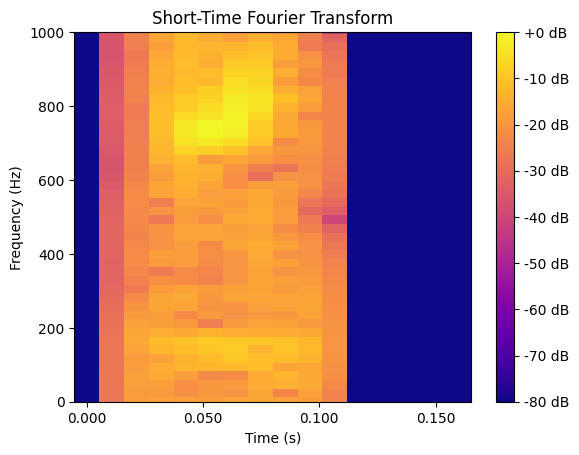 Short-Time Fourier Transform
1000
800
600
400
200
0
Frequency (Hz)
0.000
0.050
0.100
0.150
Time (s)
+0 dB
-10 dB
-20 dB
-30 dB
-40 dB
-50 dB
-60 dB
-70 dB
-80 dB